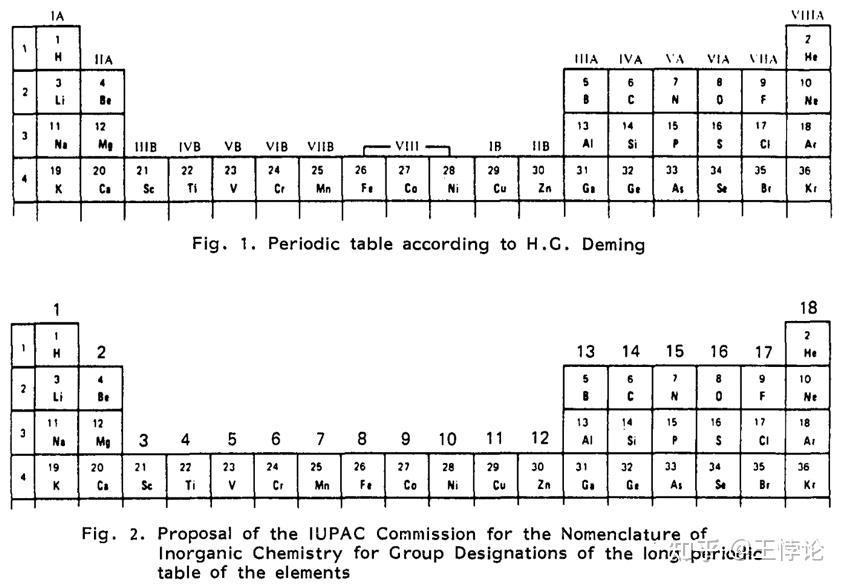 IA VIIIA
1 1 2
H IIA IIIA IVA VA VIA VIIA He
2 3 4 5 6 7 8 9 10
Li Be B C N O F Ne
3 11 12 13 14 15 16 17 18
Na Mg IIIB IVB VB VIB VIIB VIII IB IIB Al Si P S Cl Ar
4 19 20 21 22 23 24 25 26 27 28 29 30 31 32 33 34 35 36
K Ca Sc Ti V Cr Mn Fe Co Ni Cu Zn Ga Ge As Se Br Kr
Fig. 1. Periodic table according to H.G. Deming
1 18
1 1 2
H 2 13 14 15 16 17 He
2 3 4 5 6 7 8 9 10
Li Be B C N O F Ne
3 11 12 13 14 15 16 17 18
Na Mg 3 4 5 6 7 8 9 10 11 12 Al Si P S Cl Ar
4 19 20 21 22 23 24 25 26 27 28 29 30 31 32 33 34 35 36
K Ca Sc Ti V Cr Mn Fe Co Ni Cu Zn Ga Ge As Se Br Kr
Fig. 2. Proposal of the IUPAC Commission for the Nomenclature of
Inorganic Chemistry for Group Designations of the long periodic
table of the elements
知乎 @王悖论